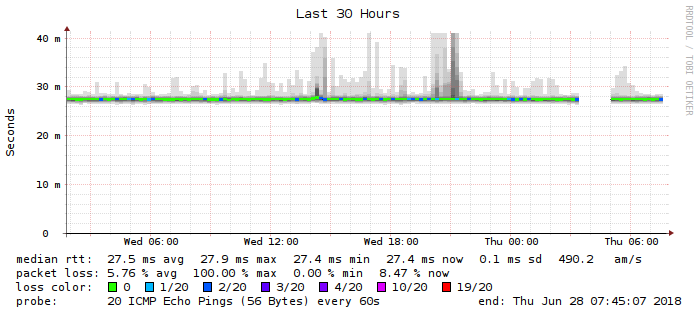 Last 30 Hours
RRDTOOL / TOBI OETIKER
Seconds
40 m
30 m
20 m
10 m
0
Wed 06:00 Wed 12:00 Wed 18:00 Thu 00:00 Thu 06:00
median rtt: 27.5 ms avg 27.9 ms max 27.4 ms min 27.4 ms now 0.1 ms sd 490.2 am/s
packet loss: 5.76 % avg 100.00 % max 0.00 % min 8.47 % now
loss color: 0 1/20 2/20 3/20 4/20 10/20 19/20
probe: 20 ICMP Echo Pings (56 Bytes) every 60s end: Thu Jun 28 07:45:07 2018